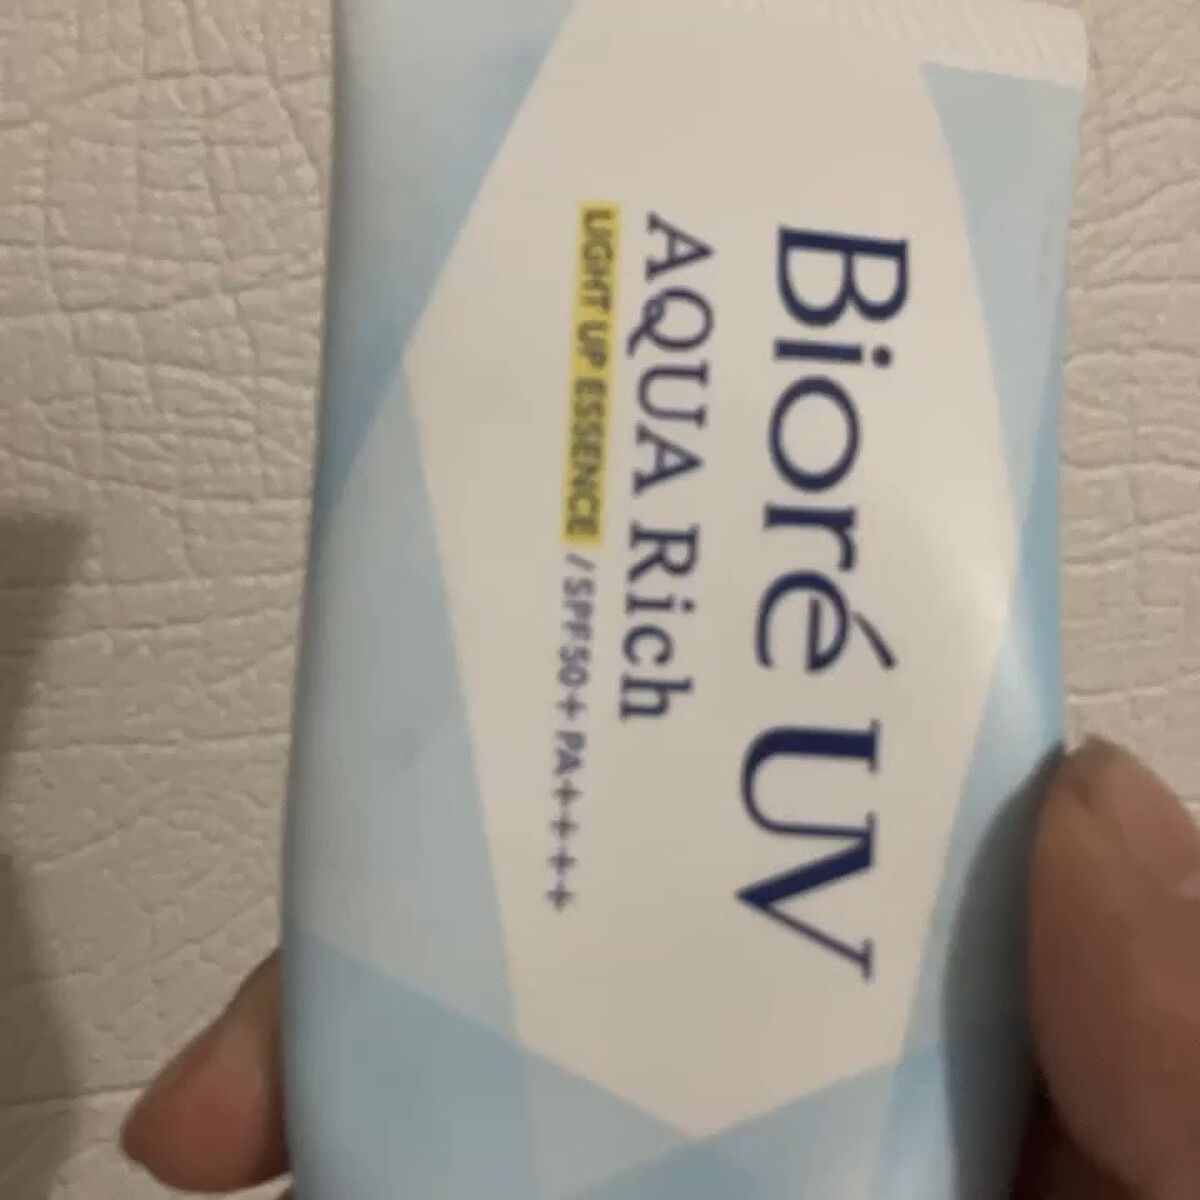 Bioré UV
AQUA Rich
LIGHT UP ESSENCE /SPF50+ PA++++